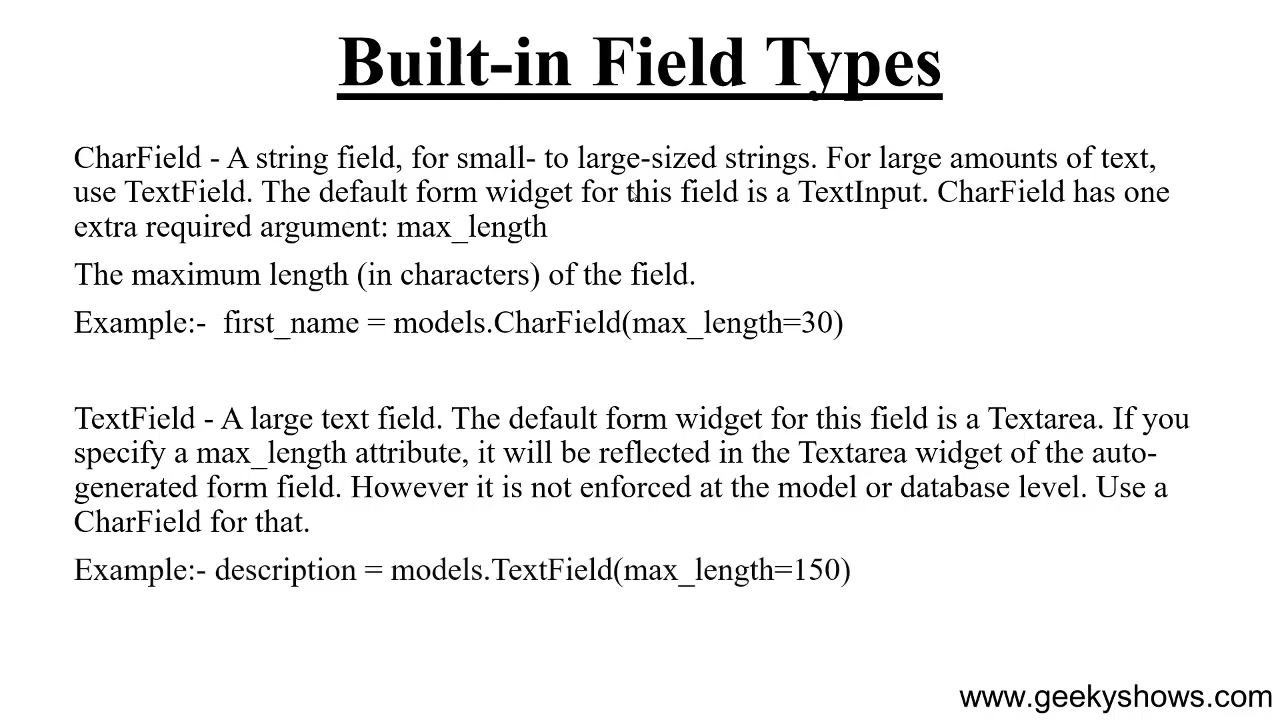 Built-in Field Types
CharField - A string field, for small- to large-sized strings. For large amounts of text,
use TextField. The default form widget for this field is a TextInput. CharField has one
extra required argument: max_length
The maximum length (in characters) of the field.
Example:-  first_name = models.CharField(max_length=30)
TextField - A large text field. The default form widget for this field is a Textarea. If you
specify a max_length attribute, it will be reflected in the Textarea widget of the auto-
generated form field. However it is not enforced at the model or database level. Use a
CharField for that.
Example:- description = models.TextField(max_length=150)
www.geekyshows.com